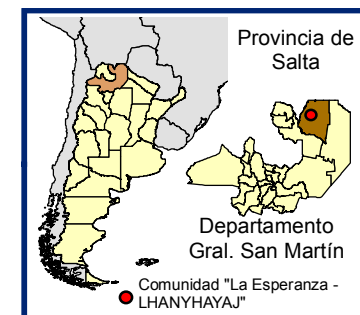 Provincia de
Salta
Departamento
Gral. San Martín
Comunidad "La Esperanza -
LHANYHAYAJ"